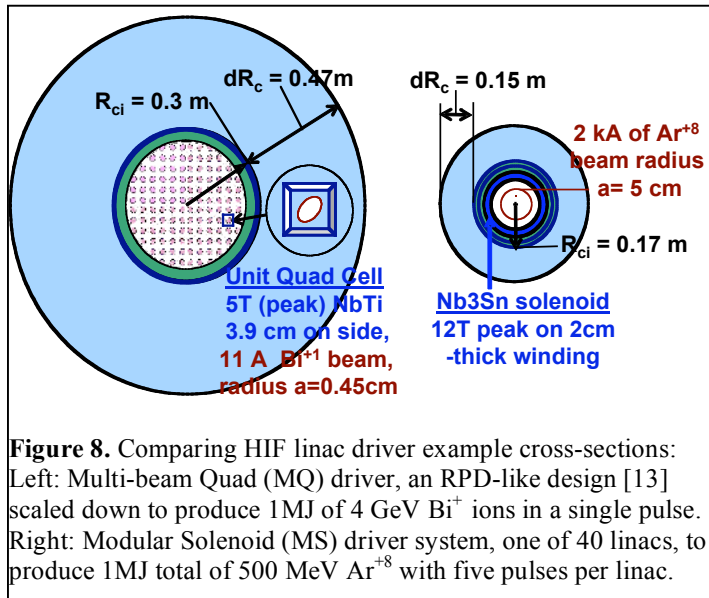 dRc = 0.47m
Rci = 0.3 m
Unit Quad Cell
5T (peak) NbTi
3.9 cm on side,
11 A Bi+1 beam,
radius a=0.45cm
dRc = 0.15 m
2 kA of Ar+8
beam radius
a= 5 cm
Rci = 0.17 m
Nb3Sn solenoid
12T peak on 2cm
-thick winding
Figure 8. Comparing HIF linac driver example cross-sections:
Left: Multi-beam Quad (MQ) driver, an RPD-like design [13]
scaled down to produce 1MJ of 4 GeV Bi+ ions in a single pulse.
Right: Modular Solenoid (MS) driver system, one of 40 linacs, to
produce 1MJ total of 500 MeV Ar+8 with five pulses per linac.